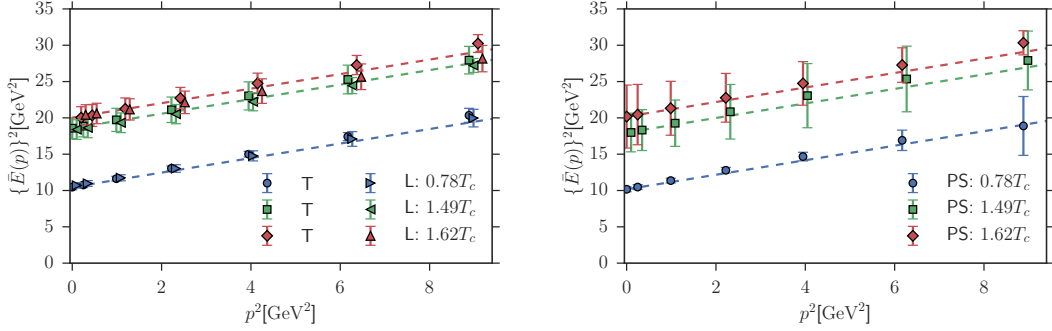 35
30
25
20
15
10
5
0
{Ē(p)}²[GeV²]
T L: 0.78T_c
T L: 1.49T_c
T L: 1.62T_c
0 2 4 6 8
p²[GeV²]
35
30
25
20
15
10
5
0
{Ē(p)}²[GeV²]
PS: 0.78T_c
PS: 1.49T_c
PS: 1.62T_c
0 2 4 6 8
p²[GeV²]